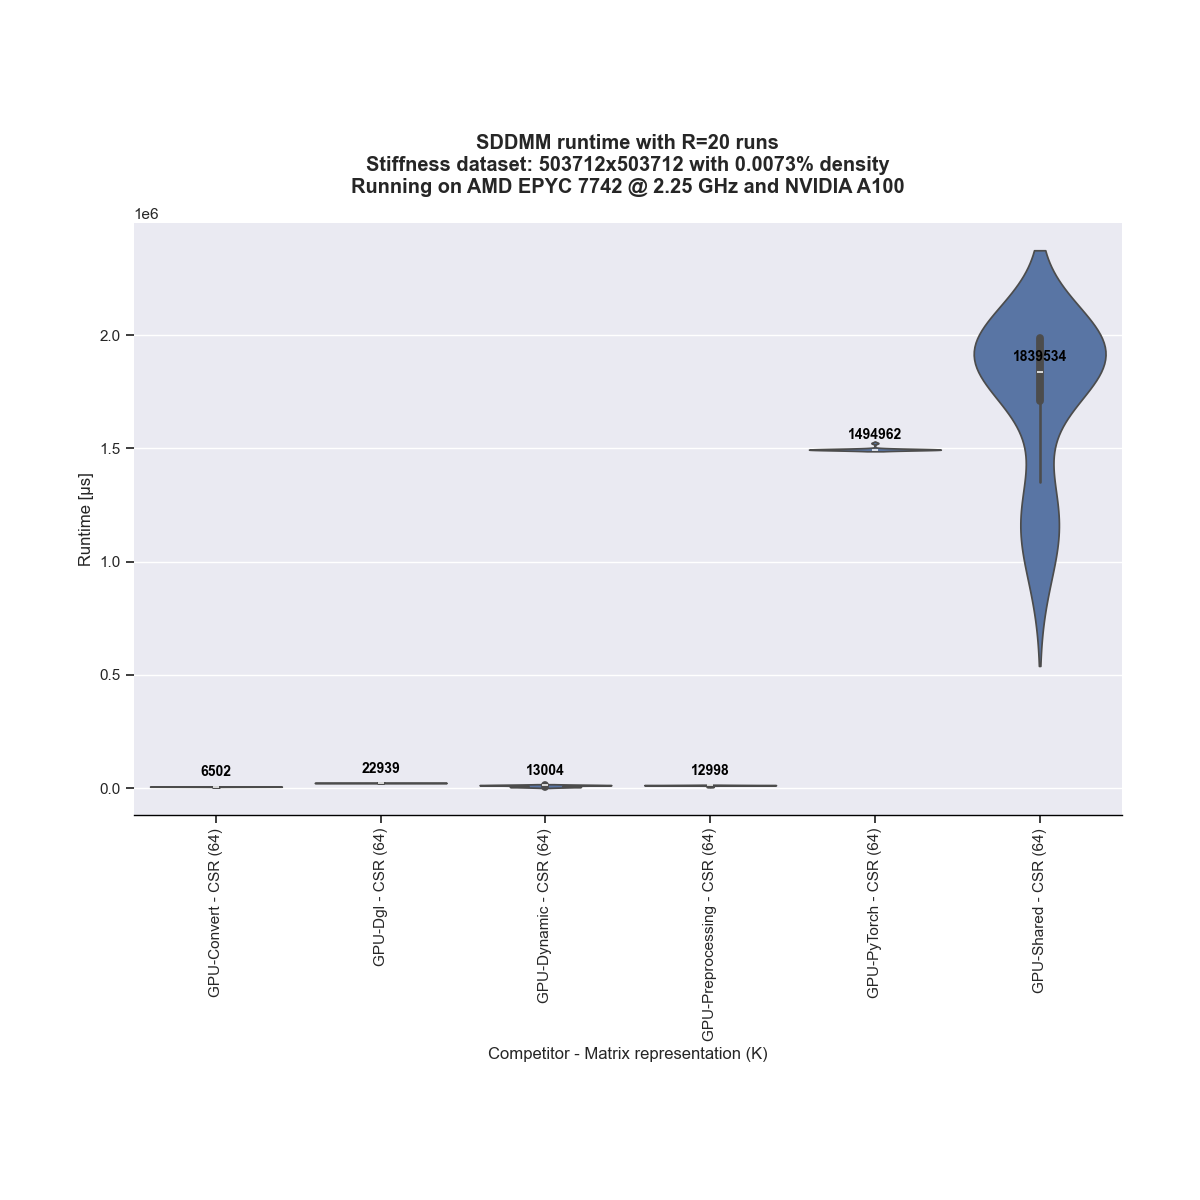 SDDMM runtime with R=20 runs
Stiffness dataset: 503712x503712 with 0.0073% density
Running on AMD EPYC 7742 @ 2.25 GHz and NVIDIA A100
1e6
2.0
1.5
1.0
0.5
0.0
Runtime [μs]
6502
22939
13004
12998
1494962
1839534
GPU-Convert - CSR (64)
GPU-Dgl - CSR (64)
GPU-Dynamic - CSR (64)
GPU-Preprocessing - CSR (64)
GPU-PyTorch - CSR (64)
GPU-Shared - CSR (64)
Competitor - Matrix representation (K)